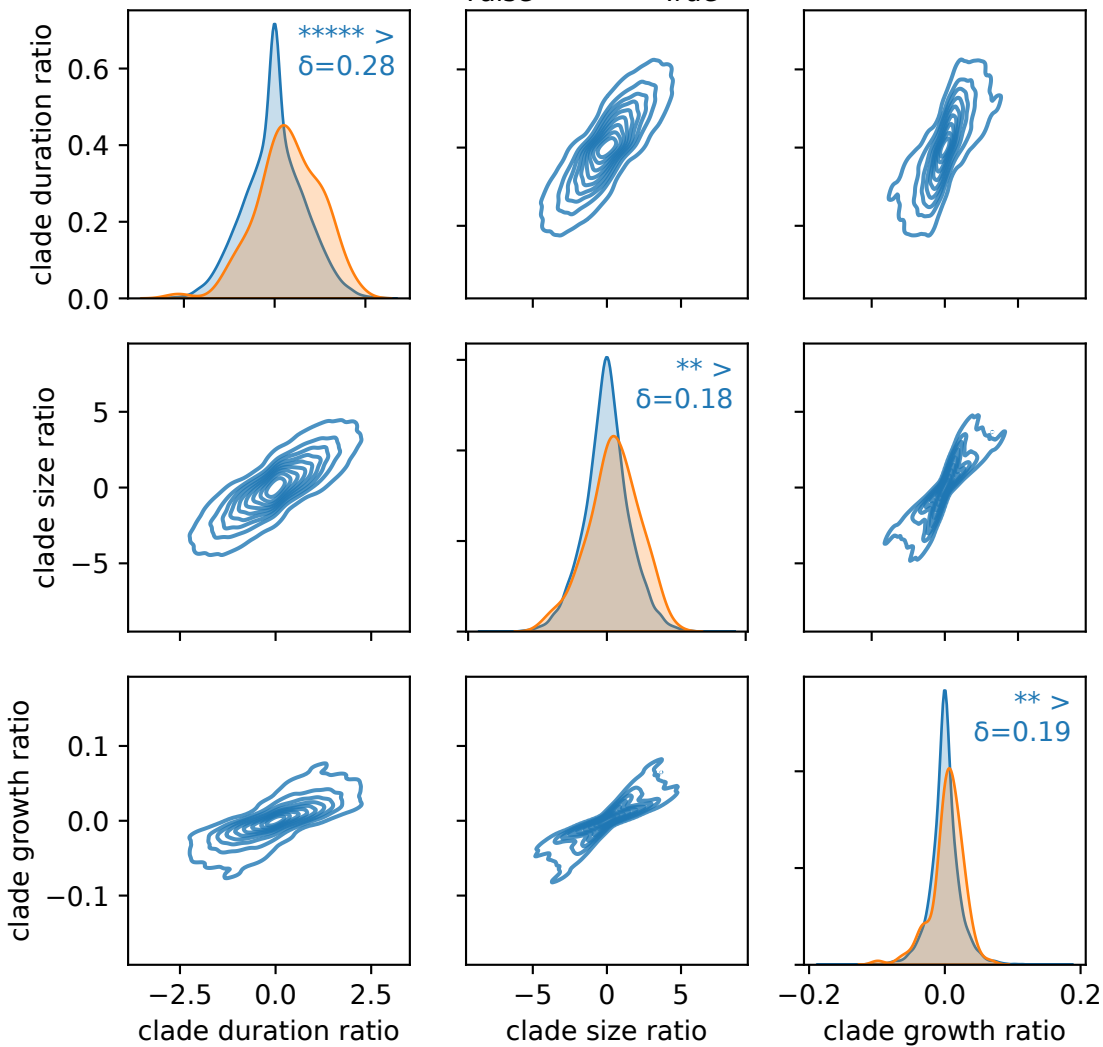 clade duration ratio
0.6
0.4
0.2
0.0
***** >
δ=0.28
clade size ratio
5
0
−5
** >
δ=0.18
clade growth ratio
0.1
0.0
−0.1
** >
δ=0.19
−2.5 0.0 2.5
clade duration ratio
−5 0 5
clade size ratio
−0.2 0.0 0.2
clade growth ratio